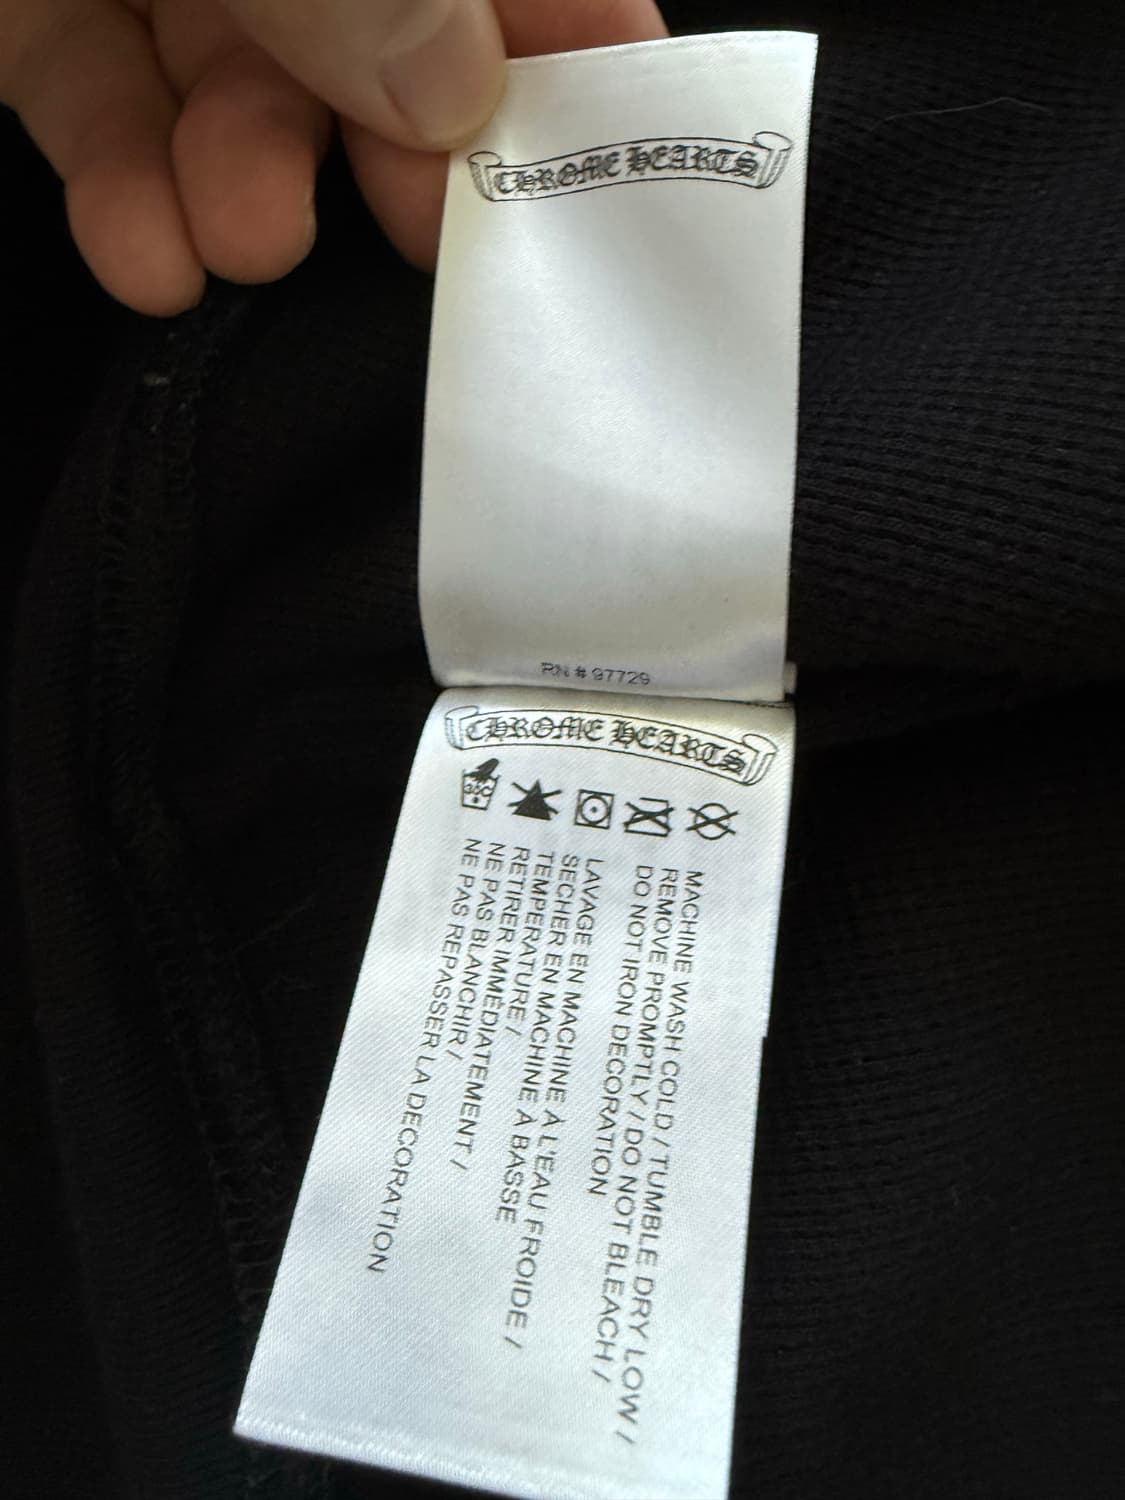 CHROME HEARTS
RN # 97729
CHROME HEARTS
30C
MACHINE WASH COLD / TUMBLE DRY LOW /
REMOVE PROMPTLY / DO NOT BLEACH /
DO NOT IRON DECORATION
LAVAGE EN MACHINE À L'EAU FROIDE /
SECHER EN MACHINE À BASSE
TEMPERATURE /
RETIRER IMMÉDIATEMENT /
NE PAS BLANCHIR /
NE PAS REPASSER LA DECORATION